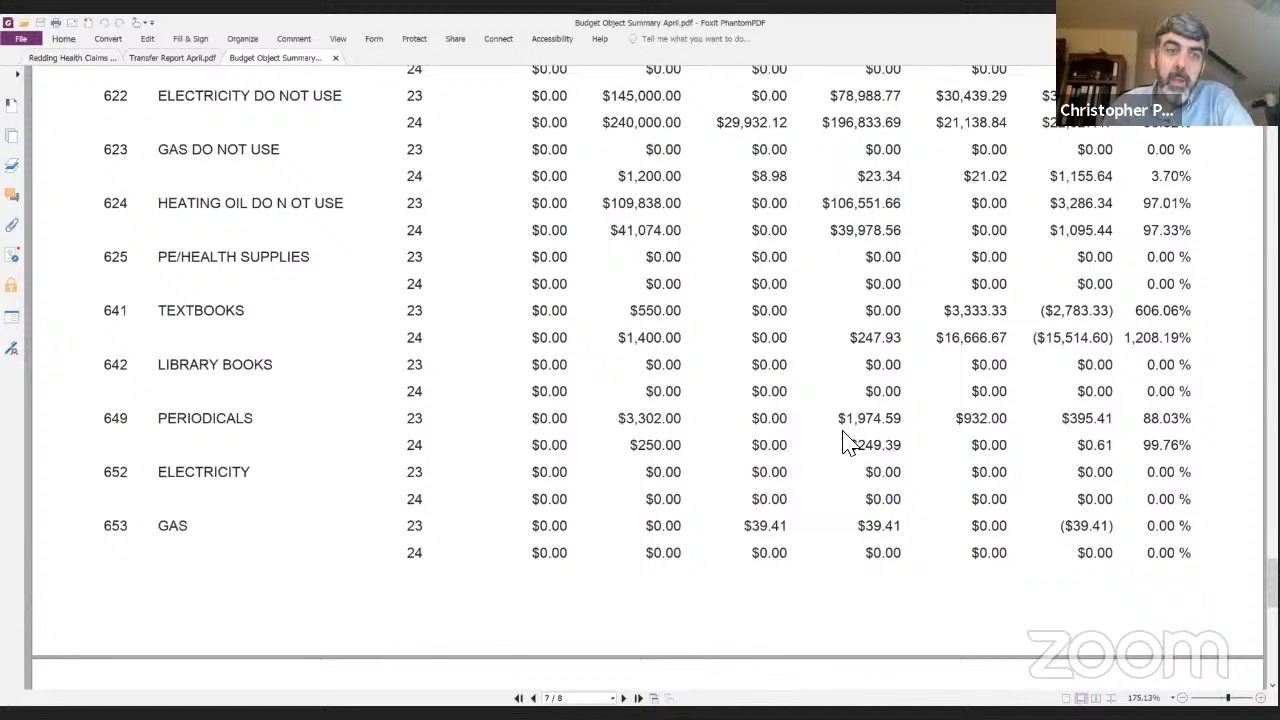 Budget Object Summary April.pdf - Foxit PhantomPDF
File Home Convert Edit Fill & Sign Organize Comment View Form Protect Share Connect Accessibility Help Tell me what you want to do...
Redding Health Claims ... Transfer Report April.pdf Budget Object Summary... ×
24 $0.00 $0.00 $0.00 $0.00 $0.00
622 ELECTRICITY DO NOT USE 23 $0.00 $145,000.00 $0.00 $78,988.77 $30,439.29
24 $0.00 $240,000.00 $29,932.12 $196,833.69 $21,138.84
623 GAS DO NOT USE 23 $0.00 $0.00 $0.00 $0.00 $0.00 $0.00 0.00 %
24 $0.00 $1,200.00 $8.98 $23.34 $21.02 $1,155.64 3.70%
624 HEATING OIL DO N OT USE 23 $0.00 $109,838.00 $0.00 $106,551.66 $0.00 $3,286.34 97.01%
24 $0.00 $41,074.00 $0.00 $39,978.56 $0.00 $1,095.44 97.33%
625 PE/HEALTH SUPPLIES 23 $0.00 $0.00 $0.00 $0.00 $0.00 $0.00 0.00 %
24 $0.00 $0.00 $0.00 $0.00 $0.00 $0.00 0.00 %
641 TEXTBOOKS 23 $0.00 $550.00 $0.00 $0.00 $3,333.33 ($2,783.33) 606.06%
24 $0.00 $1,400.00 $0.00 $247.93 $16,666.67 ($15,514.60) 1,208.19%
642 LIBRARY BOOKS 23 $0.00 $0.00 $0.00 $0.00 $0.00 $0.00 0.00 %
24 $0.00 $0.00 $0.00 $0.00 $0.00 $0.00 0.00 %
649 PERIODICALS 23 $0.00 $3,302.00 $0.00 $1,974.59 $932.00 $395.41 88.03%
24 $0.00 $250.00 $0.00 249.39 $0.00 $0.61 99.76%
652 ELECTRICITY 23 $0.00 $0.00 $0.00 $0.00 $0.00 $0.00 0.00 %
24 $0.00 $0.00 $0.00 $0.00 $0.00 $0.00 0.00 %
653 GAS 23 $0.00 $0.00 $39.41 $39.41 $0.00 ($39.41) 0.00 %
24 $0.00 $0.00 $0.00 $0.00 $0.00 $0.00 0.00 %
Christopher P...
zoom
7 / 8
175.13%